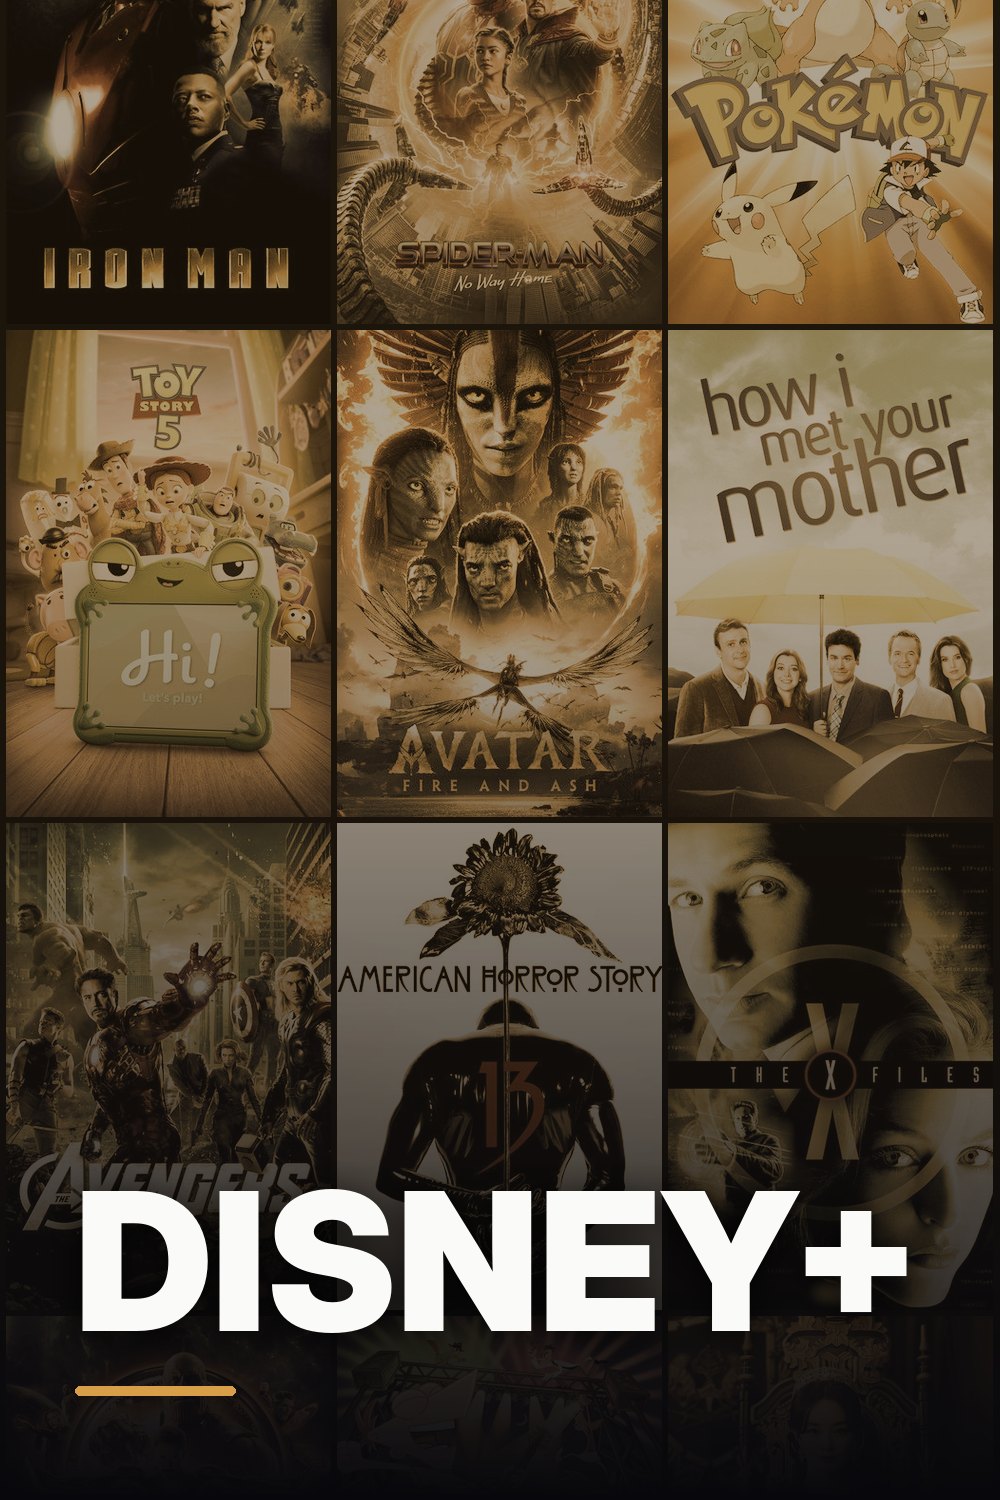 IRON MAN
SPIDER-MAN
No Way Home
POKéMON
TOY
STORY
5
Hi!
Let's play!
AVATAR
FIRE AND ASH
how i
met your
mother
THE AVENGERS
AMERICAN HORROR STORY
13
THE X FILES
DISNEY+